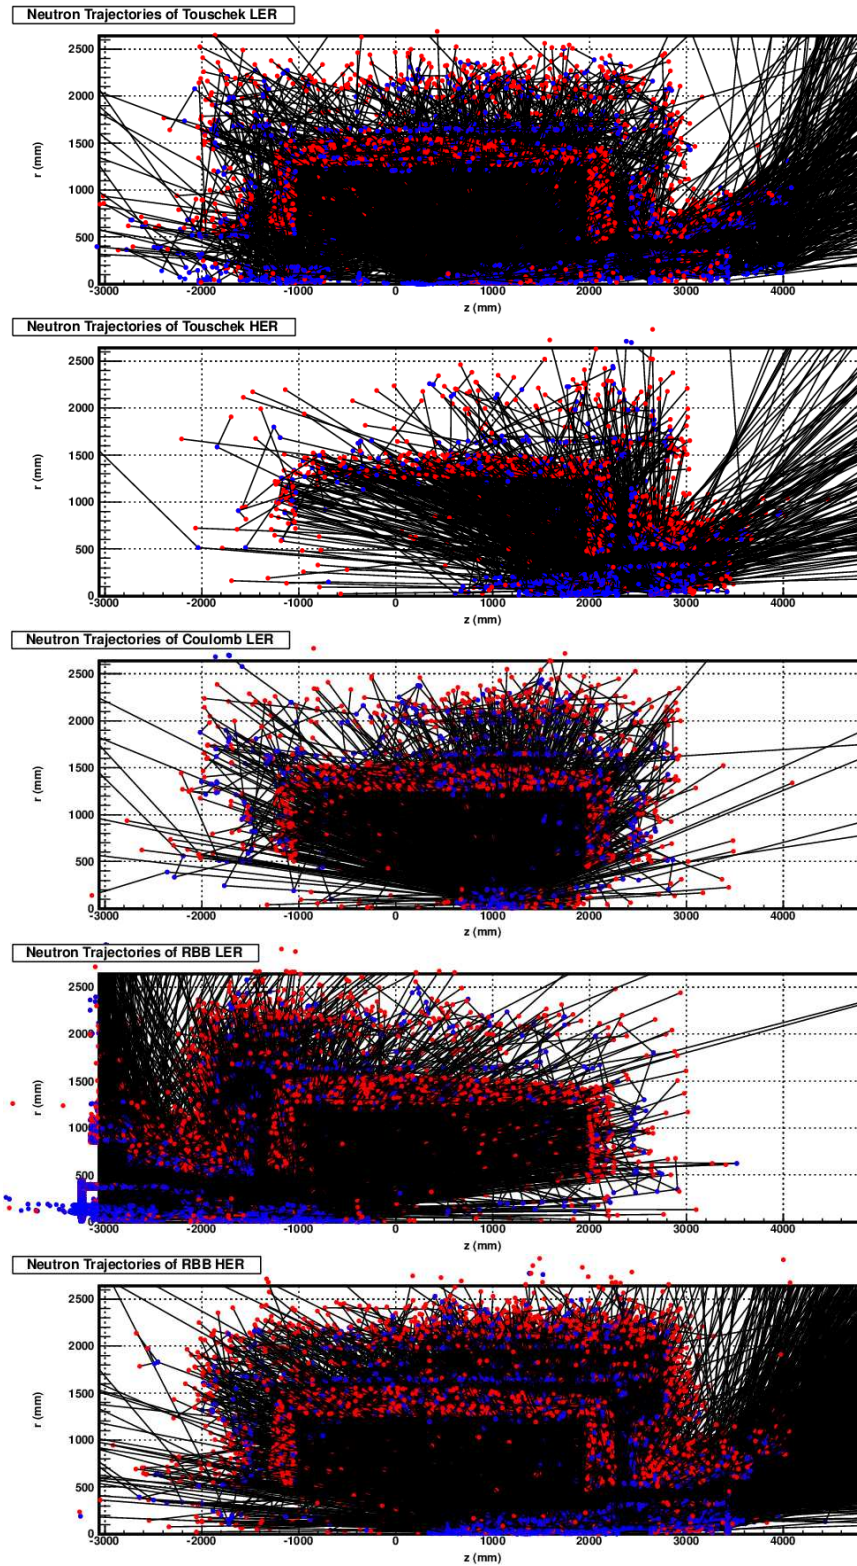 Neutron Trajectories of Touschek LER
2500
2000
1500
1000
500
0
r (mm)
-3000 -2000 -1000 0 1000 2000 3000 4000
z (mm)
Neutron Trajectories of Touschek HER
2500
2000
1500
1000
500
0
r (mm)
-3000 -2000 -1000 0 1000 2000 3000 4000
z (mm)
Neutron Trajectories of Coulomb LER
2500
2000
1500
1000
500
0
r (mm)
-3000 -2000 -1000 0 1000 2000 3000 4000
z (mm)
Neutron Trajectories of RBB LER
2500
2000
1500
1000
500
0
r (mm)
-3000 -2000 -1000 0 1000 2000 3000 4000
z (mm)
Neutron Trajectories of RBB HER
2500
2000
1500
1000
500
0
r (mm)
-3000 -2000 -1000 0 1000 2000 3000 4000
z (mm)